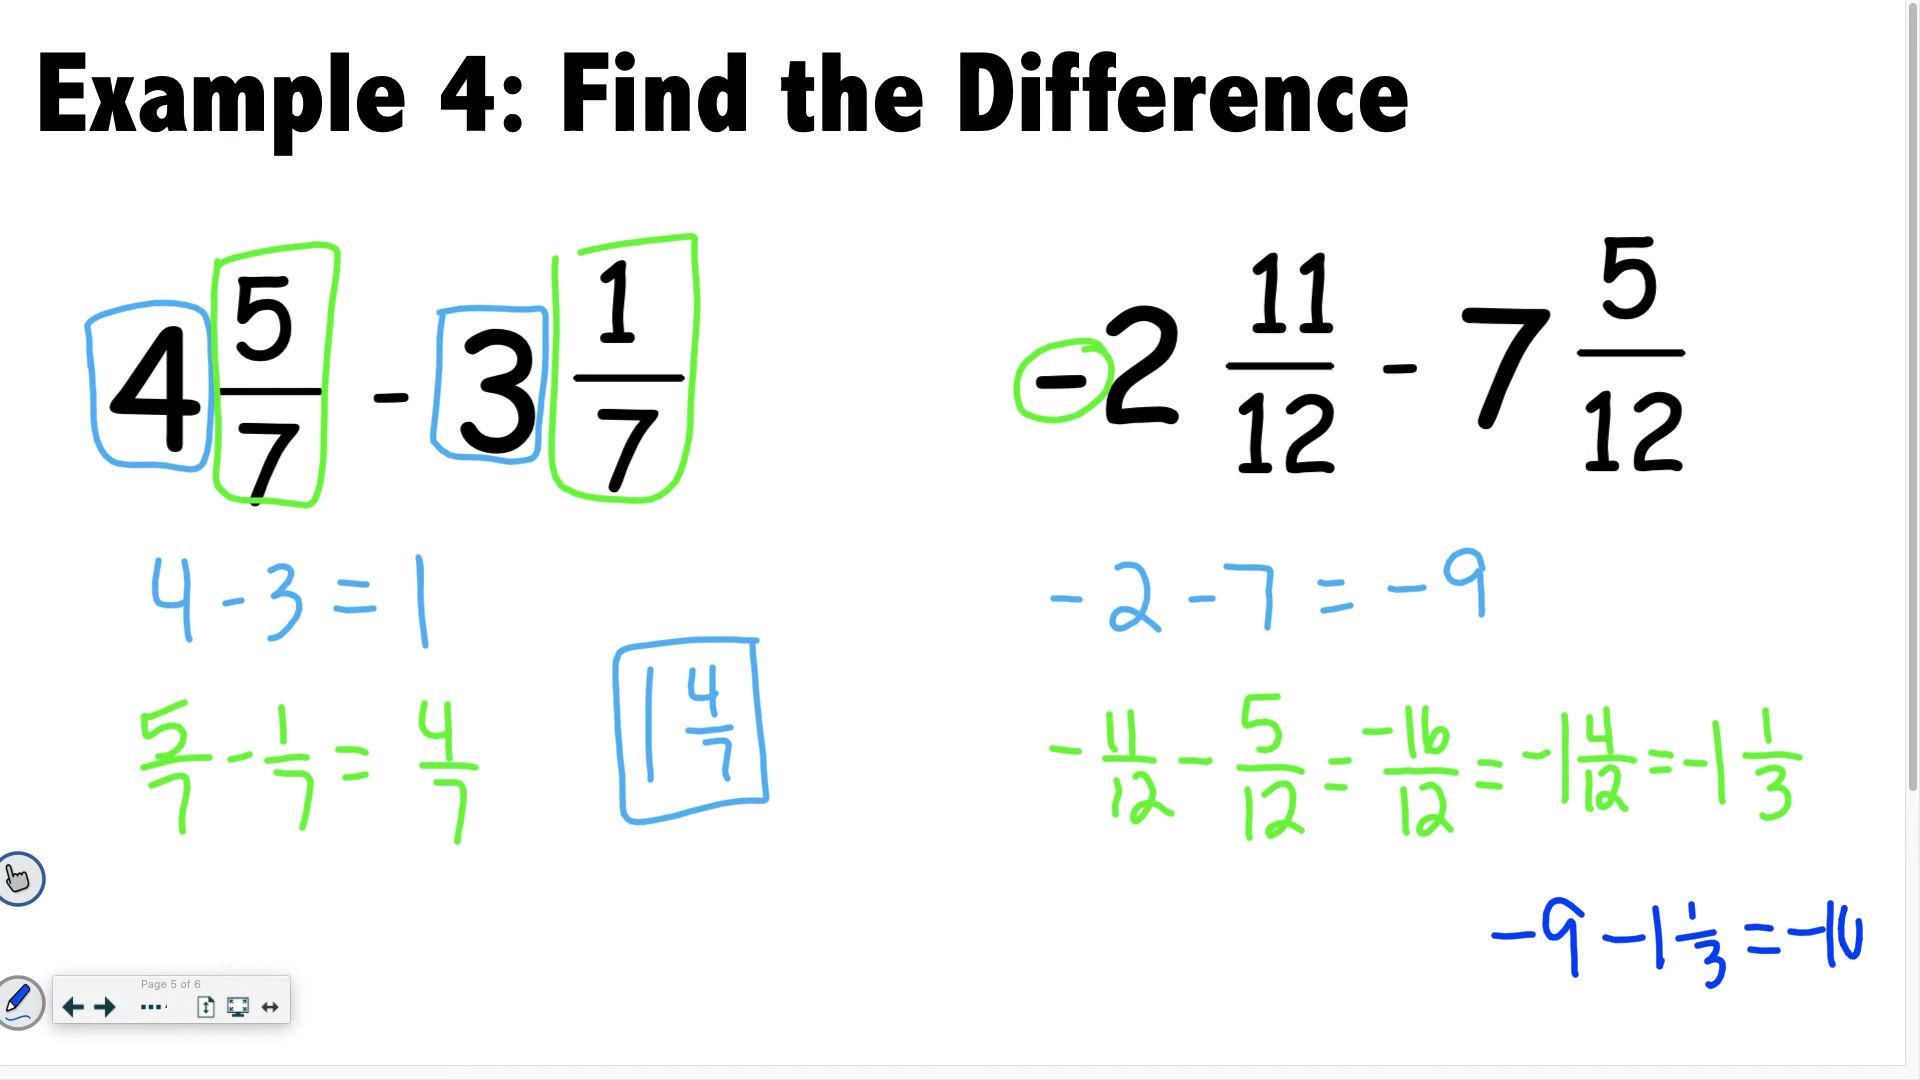 Example 4: Find the Difference
4 5/7 - 3 1/7
4 - 3 = 1
5/7 - 1/7 = 4/7
1 4/7
-2 11/12 - 7 5/12
-2 - 7 = -9
-11/12 - 5/12 = -16/12 = -1 4/12 = -1 1/3
-9 - 1 1/3 = -10
Page 5 of 6